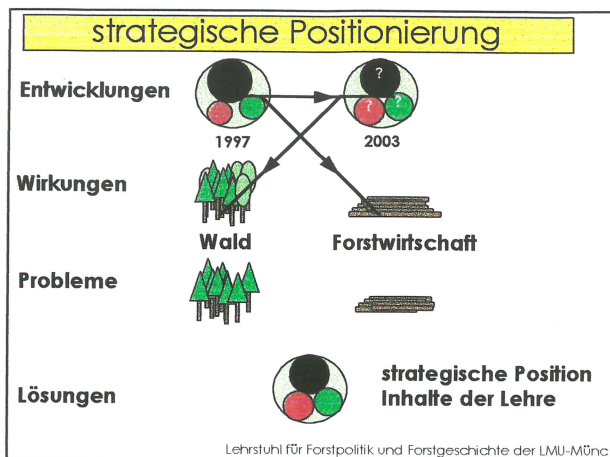 strategische Positionierung
Entwicklungen
?
? ?
1997 2003
Wirkungen
Wald Forstwirtschaft
Probleme
Lösungen
strategische Position
Inhalte der Lehre
Lehrstuhl für Forstpolitik und Forstgeschichte der LMU-Münc